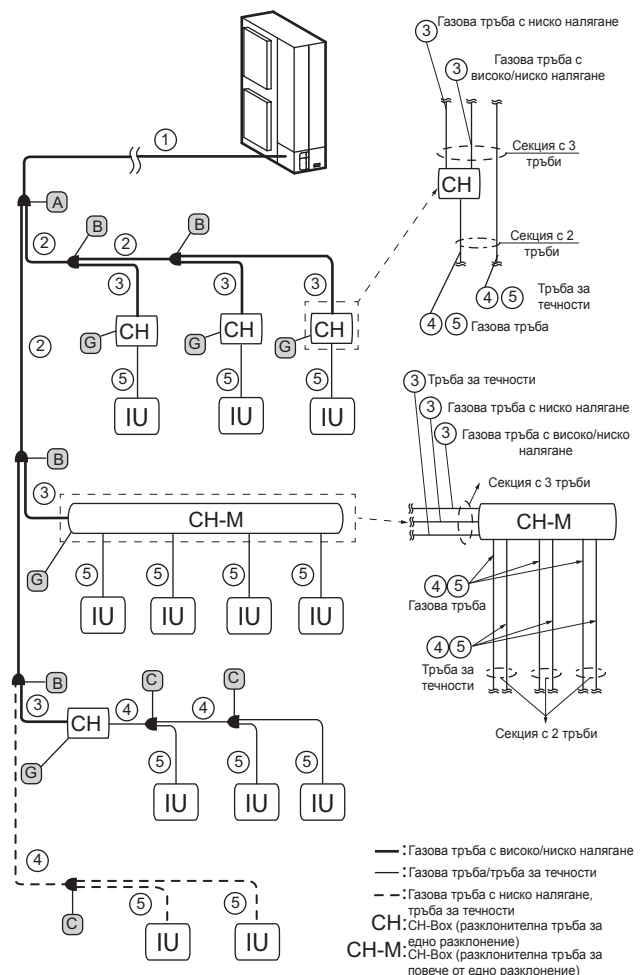 ③ Газова тръба с ниско налягане
③ Газова тръба с
високо/ниско налягане
Секция с 3
тръби
CH
Секция с 2
тръби
④ ⑤ Тръба за
течности
④ ⑤ Газова тръба
①
A
② B ② B
③ ③ ③
G CH G CH G CH
②
⑤ ⑤ ⑤
IU IU IU
③ Тръба за течности
③ Газова тръба с ниско налягане
③ Газова тръба с високо/ниско
налягане
Секция с 3 тръби
CH-M
④ ⑤
Газова тръба
④ ⑤
Тръба за
течности
Секция с 2 тръби
B
③
CH-M
G
⑤ ⑤ ⑤ ⑤
IU IU IU IU
B C C
③ CH ④ ④
G
⑤ ⑤ ⑤
IU IU IU
④
C ⑤ ⑤
IU IU
: Газова тръба с високо/ниско налягане
: Газова тръба/тръба за течности
: Газова тръба с ниско налягане,
тръба за течности
CH: CH-Box (разклонителна тръба за
едно разклонение)
CH-M: CH-Box (разклонителна тръба за
повече от едно разклонение)